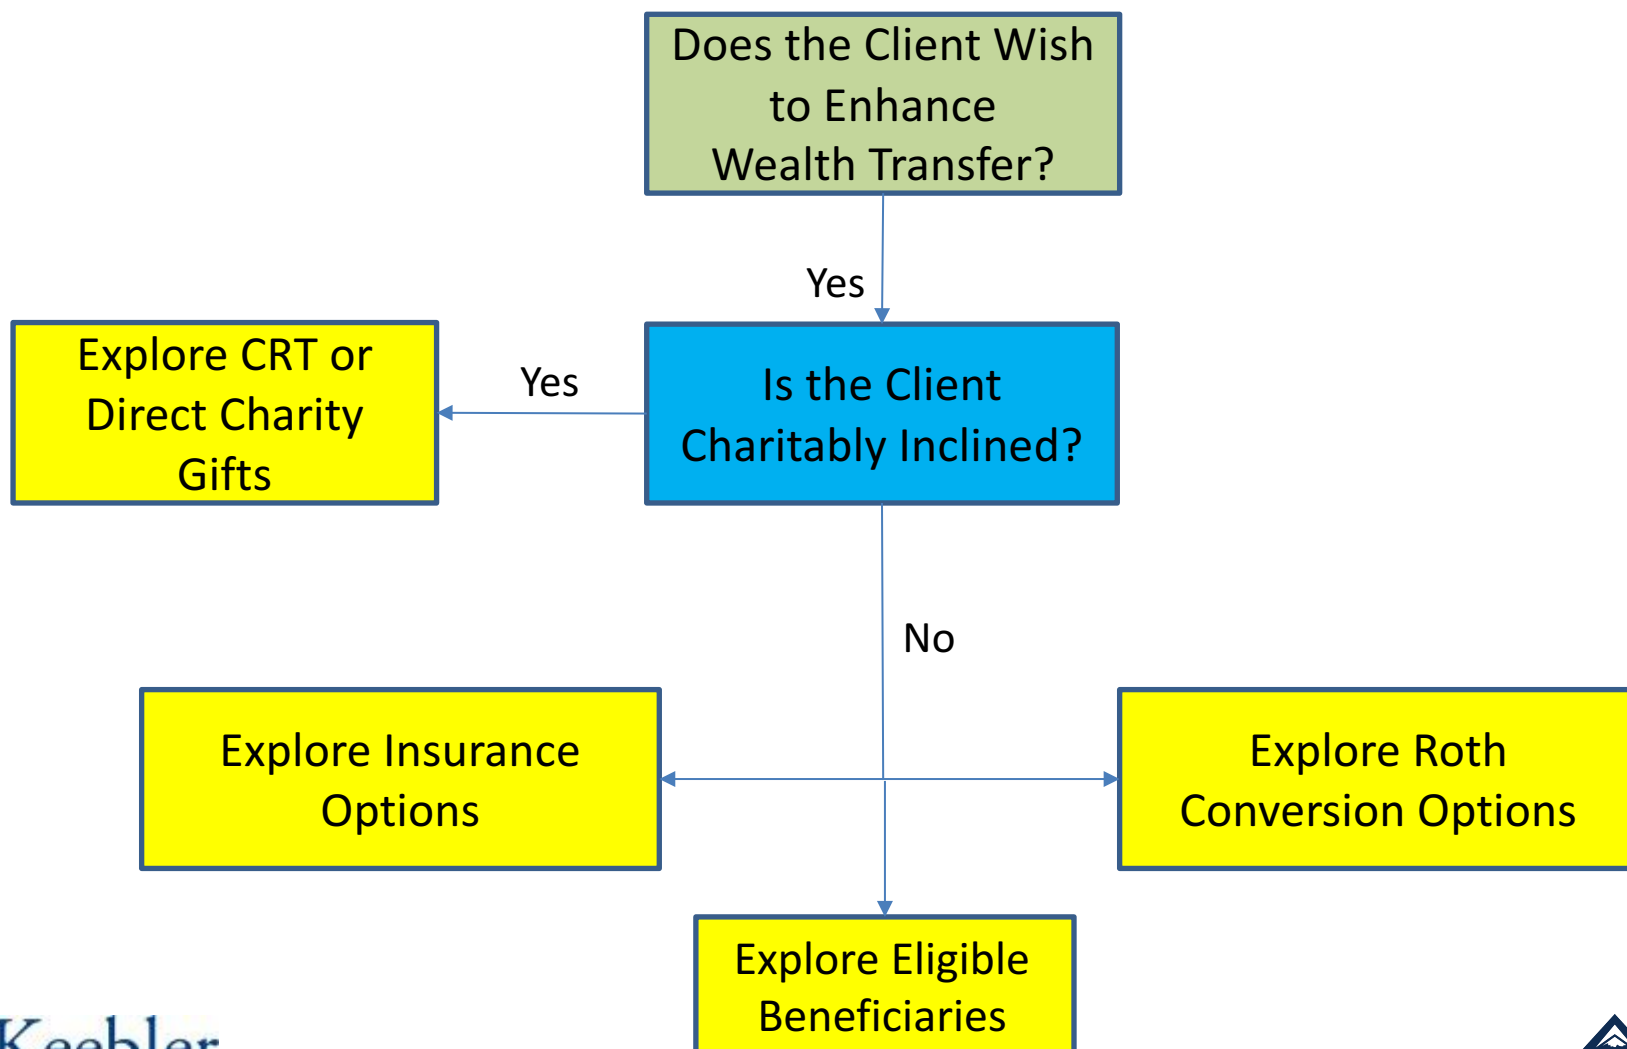 Does the Client Wish
to Enhance
Wealth Transfer?
Yes
Explore CRT or
Direct Charity
Gifts
Yes
Is the Client
Charitably Inclined?
No
Explore Insurance
Options
Explore Roth
Conversion Options
Explore Eligible
Beneficiaries
Keebler